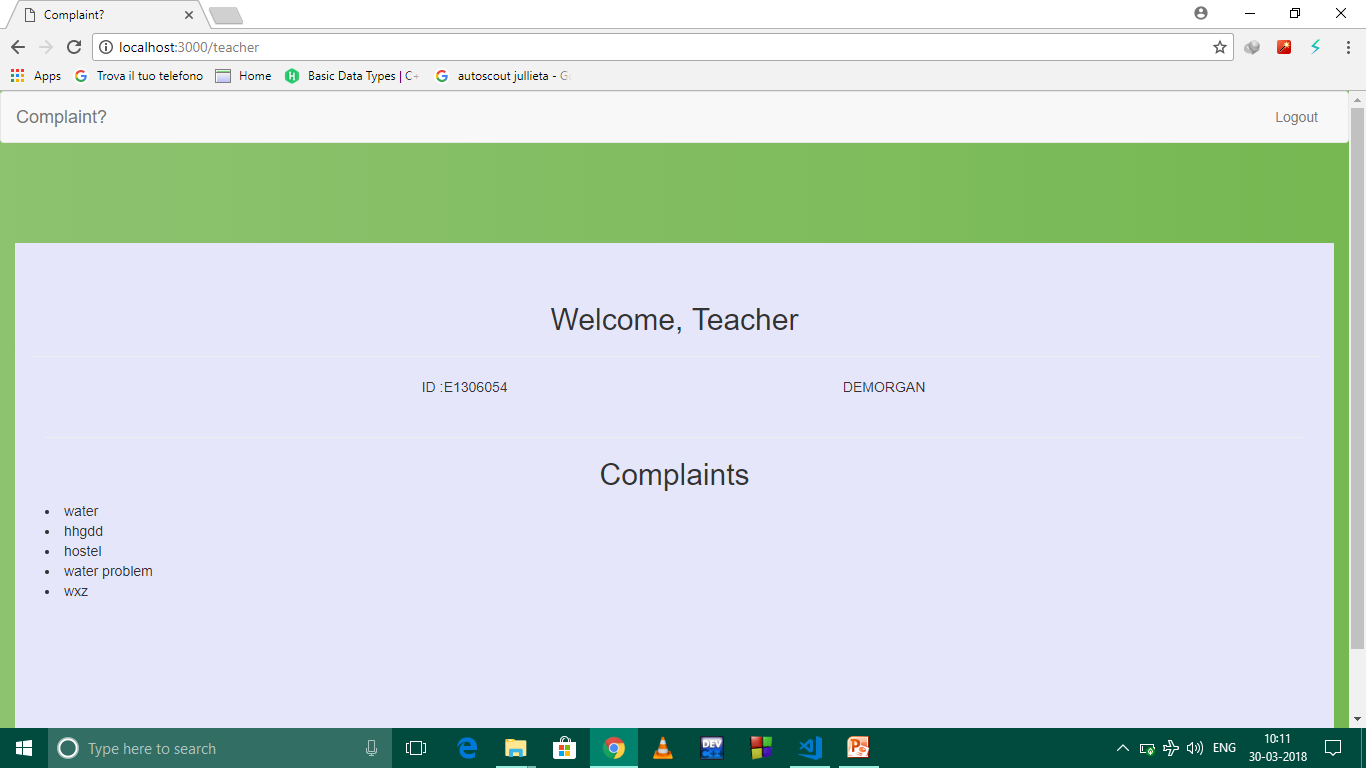 Complaint?
localhost:3000/teacher
Apps Trova il tuo telefono Home Basic Data Types | C+ autoscout jullieta - G
Complaint? Logout
Welcome, Teacher
ID :E1306054 DEMORGAN
Complaints
• water
• hhgdd
• hostel
• water problem
• wxz
Type here to search DEV ENG 10:11
30-03-2018